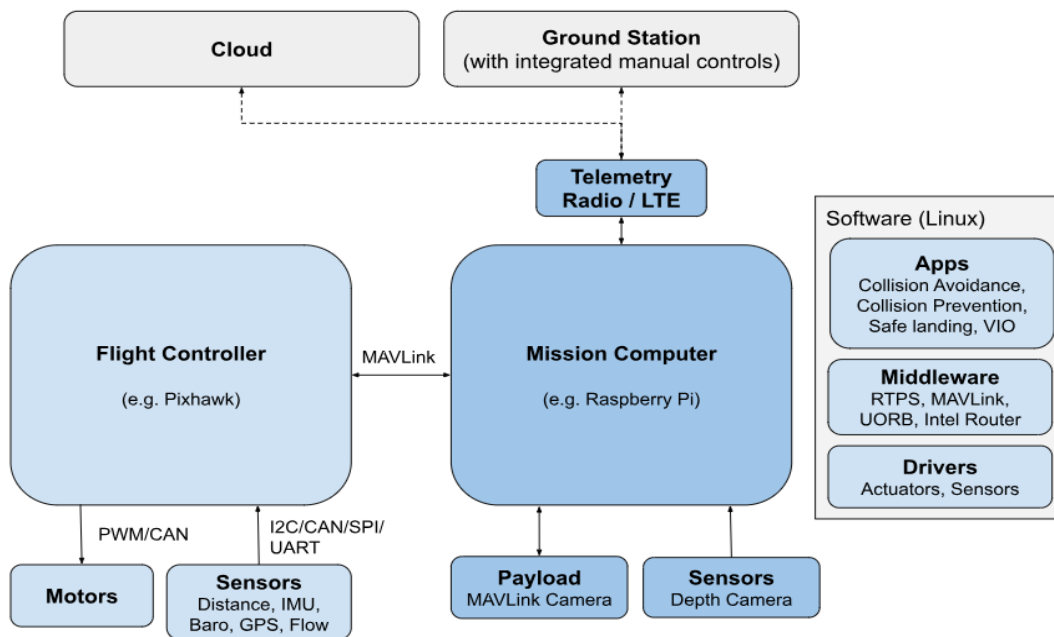 Cloud
Ground Station
(with integrated manual controls)
Telemetry
Radio / LTE
Software (Linux)
Apps
Collision Avoidance,
Collision Prevention,
Safe landing, VIO
Flight Controller
(e.g. Pixhawk)
MAVLink
Mission Computer
(e.g. Raspberry Pi)
Middleware
RTPS, MAVLink,
UORB, Intel Router
Drivers
Actuators, Sensors
PWM/CAN
I2C/CAN/SPI/
UART
Motors
Sensors
Distance, IMU,
Baro, GPS, Flow
Payload
MAVLink Camera
Sensors
Depth Camera